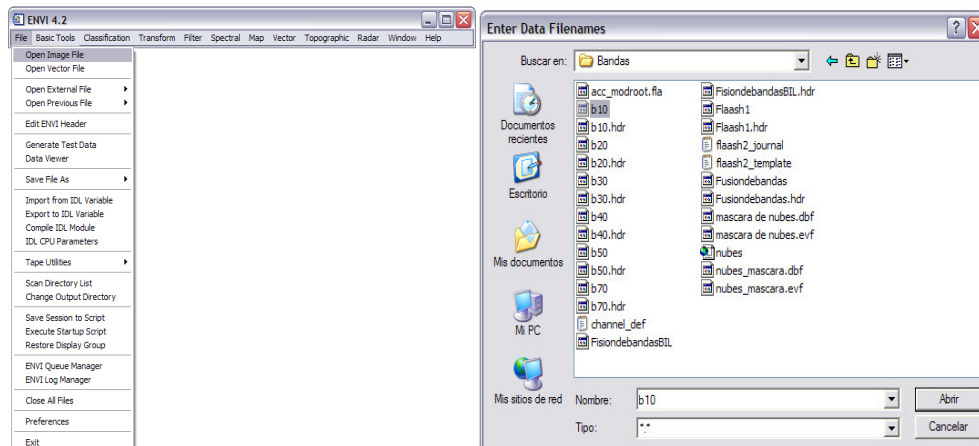 ENVI 4.2
File Basic Tools Classification Transform Filter Spectral Map Vector Topographic Radar Window Help
Open Image File
Open Vector File
Open External File
Open Previous File
Edit ENVI Header
Generate Test Data
Data Viewer
Save File As
Import from IDL Variable
Export to IDL Variable
Compile IDL Module
IDL CPU Parameters
Tape Utilities
Scan Directory List
Change Output Directory
Save Session to Script
Execute Startup Script
Restore Display Group
ENVI Queue Manager
ENVI Log Manager
Close All Files
Preferences
Exit
Enter Data Filenames
Buscar en: Bandas
Documentos
recientes
Escritorio
Mis documentos
Mi PC
Mis sitios de red
acc_modroot.fla
b10
b10.hdr
b20
b20.hdr
b30
b30.hdr
b40
b40.hdr
b50
b50.hdr
b70
b70.hdr
channel_def
FisiondebandasBIL
FisiondebandasBIL.hdr
Flaash1
Flaash1.hdr
flaash2_journal
flaash2_template
Fusiondebandas
Fusiondebandas.hdr
mascara de nubes.dbf
mascara de nubes.evf
nubes
nubes_mascara.dbf
nubes_mascara.evf
Nombre: b10 Abrir
Tipo: *.* Cancelar